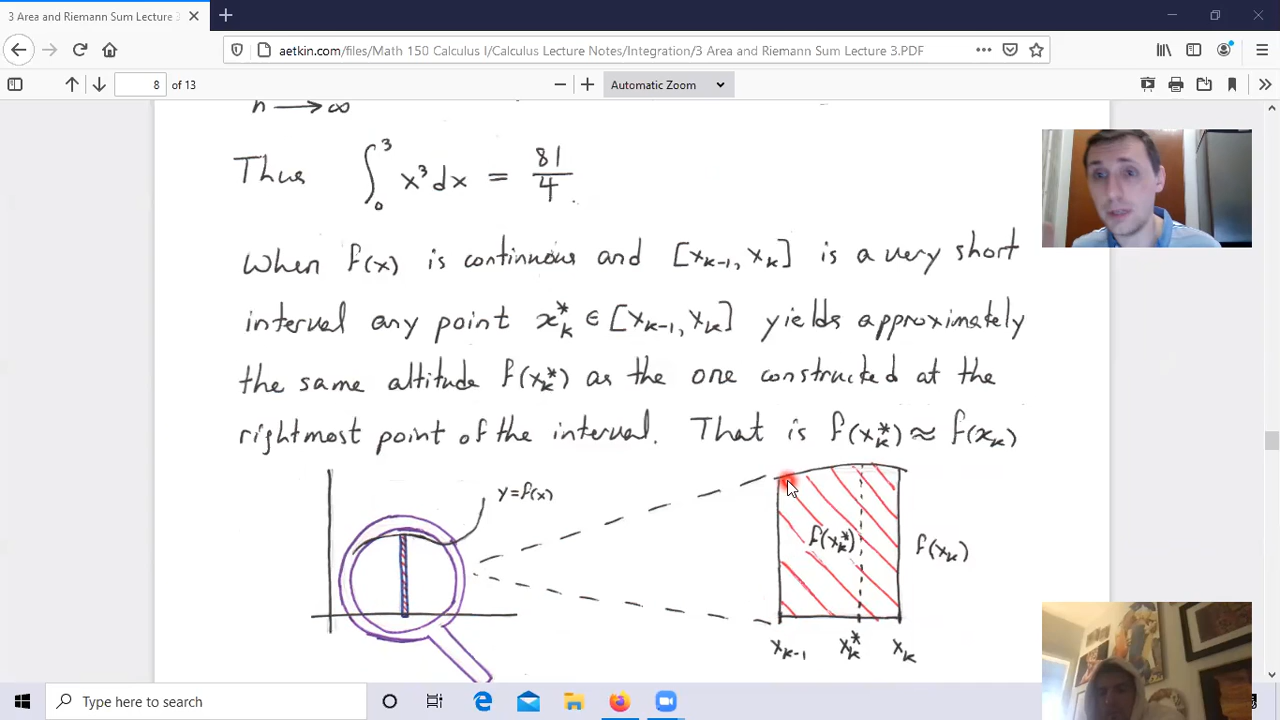 3 Area and Riemann Sum Lecture 3
aetkin.com/files/Math 150 Calculus I/Calculus Lecture Notes/Integration/3 Area and Riemann Sum Lecture 3.PDF
8 of 13
Automatic Zoom
n → ∞
Thus ∫₀³ x³dx = 81/4.
When f(x) is continuous and [xₖ₋₁, xₖ] is a very short
interval any point xₖ* ∈ [xₖ₋₁, xₖ] yields approximately
the same altitude f(xₖ*) as the one constructed at the
rightmost point of the interval. That is f(xₖ*) ≈ f(xₖ)
y=f(x)
f(xₖ*) f(xₖ)
xₖ₋₁ xₖ* xₖ
Type here to search